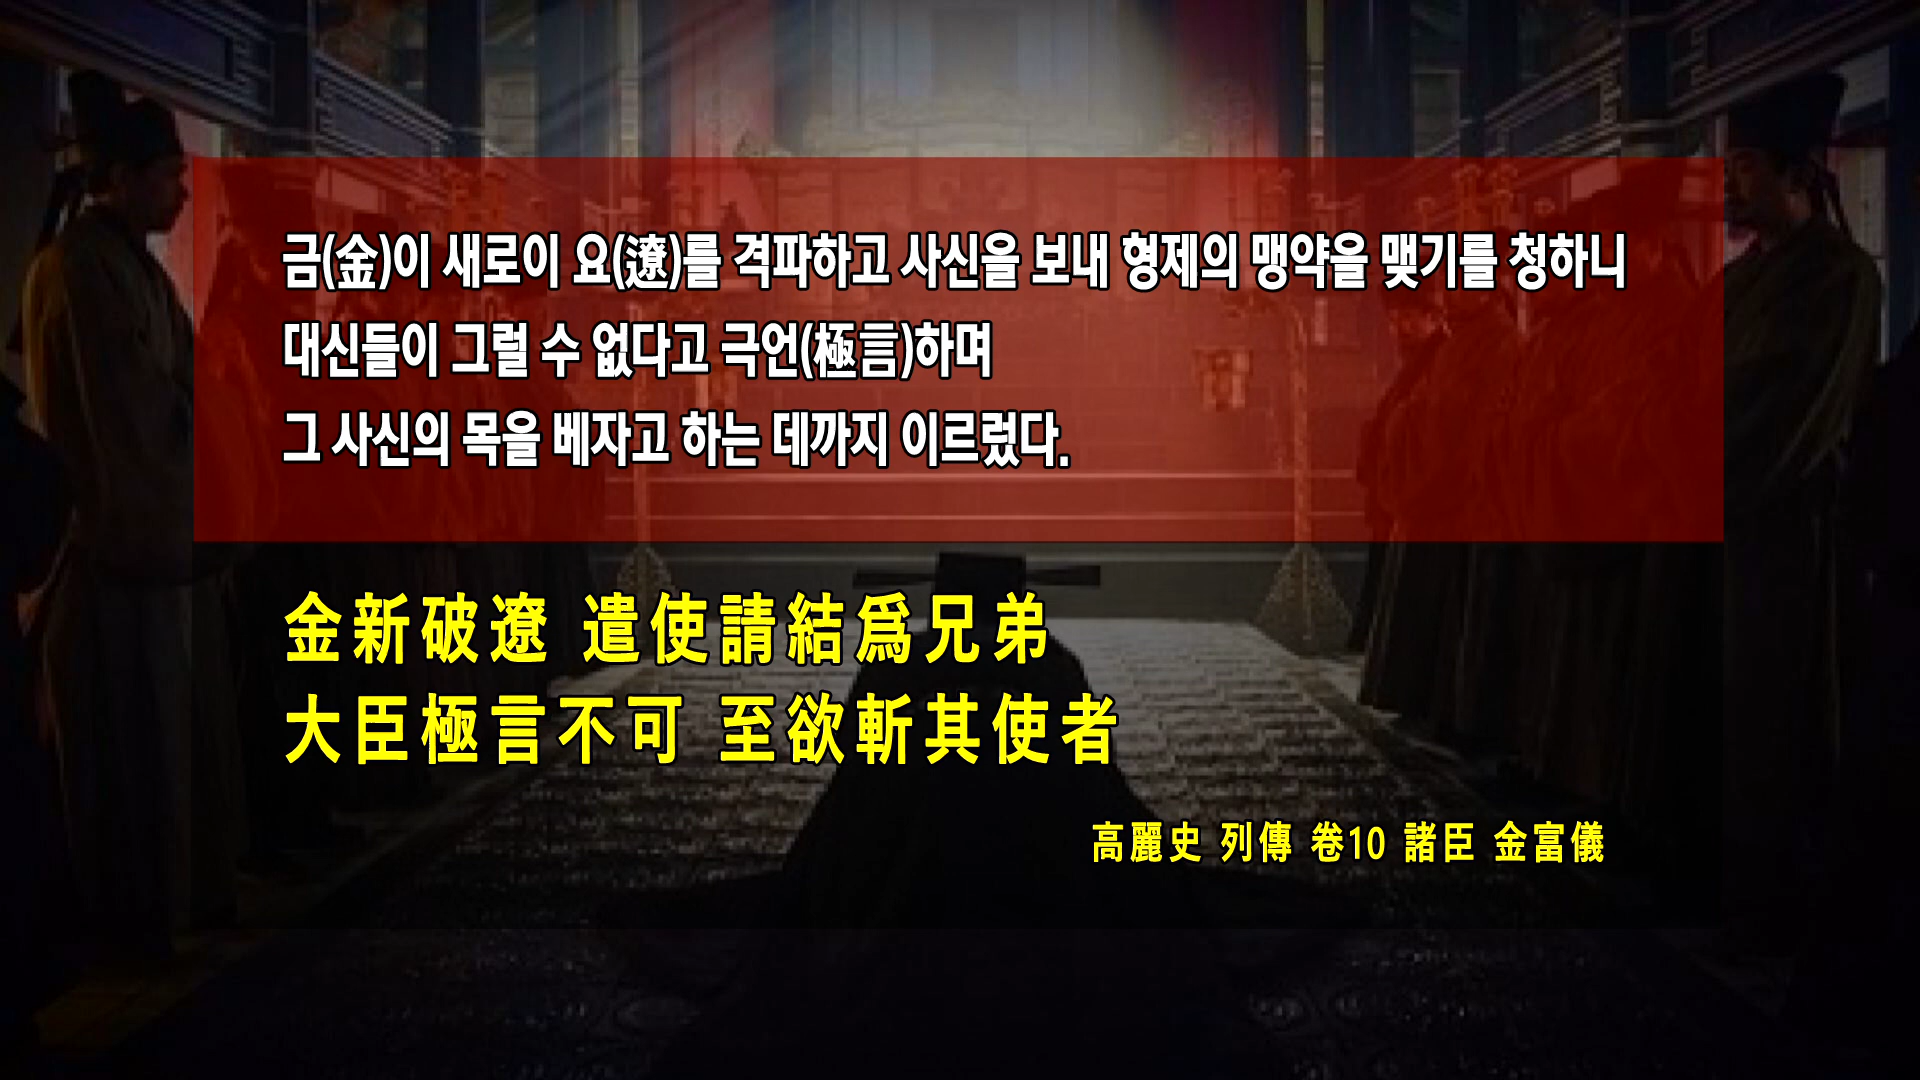 금(金)이 새로이 요(遼)를 격파하고 사신을 보내 형제의 맹약을 맺기를 청하니
대신들이 그럴 수 없다고 극언(極言)하며
그 사신의 목을 베자고 하는 데까지 이르렀다.
金新破遼 遣使請結爲兄弟
大臣極言不可 至欲斬其使者
高麗史 列傳 卷10 諸臣 金富儀